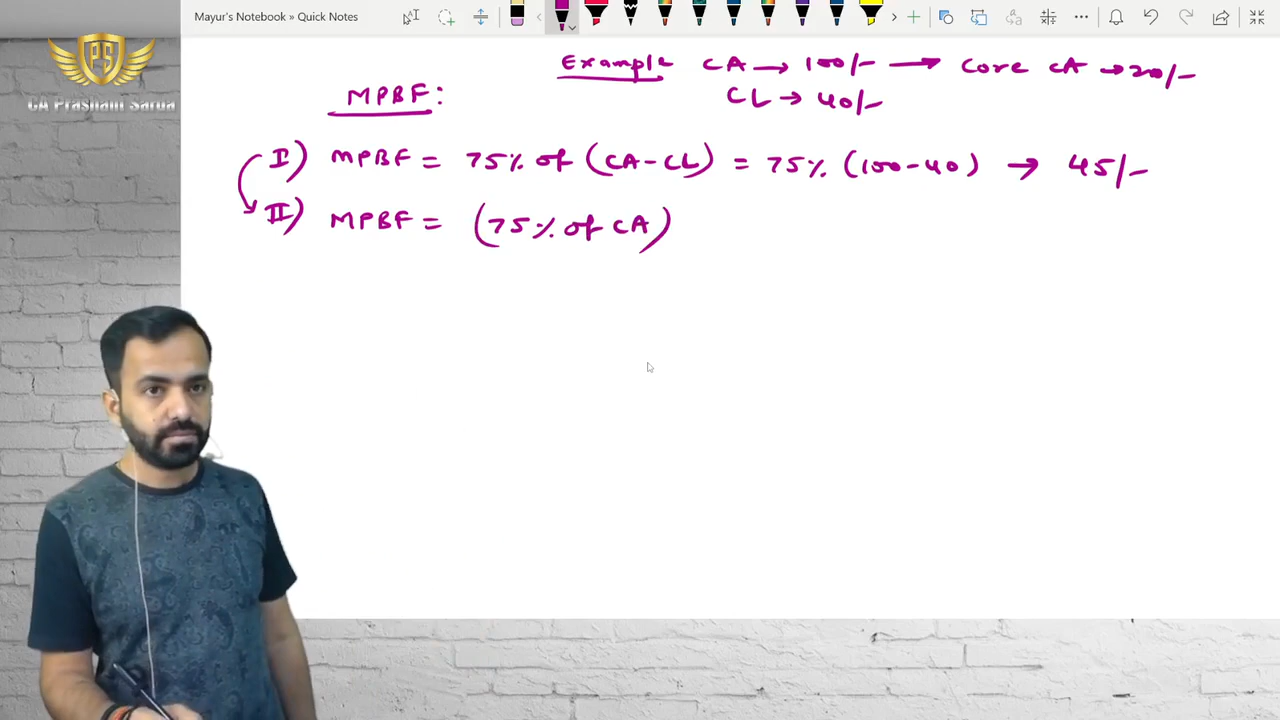 Mayur's Notebook » Quick Notes
PS
CA Prashant Sarda
Example CA → 100/- → Core CA → 20/-
CL → 40/-
MPBF:
I) MPBF = 75% of (CA-CL) = 75% (100-40) → 45/-
II) MPBF = (75% of CA)